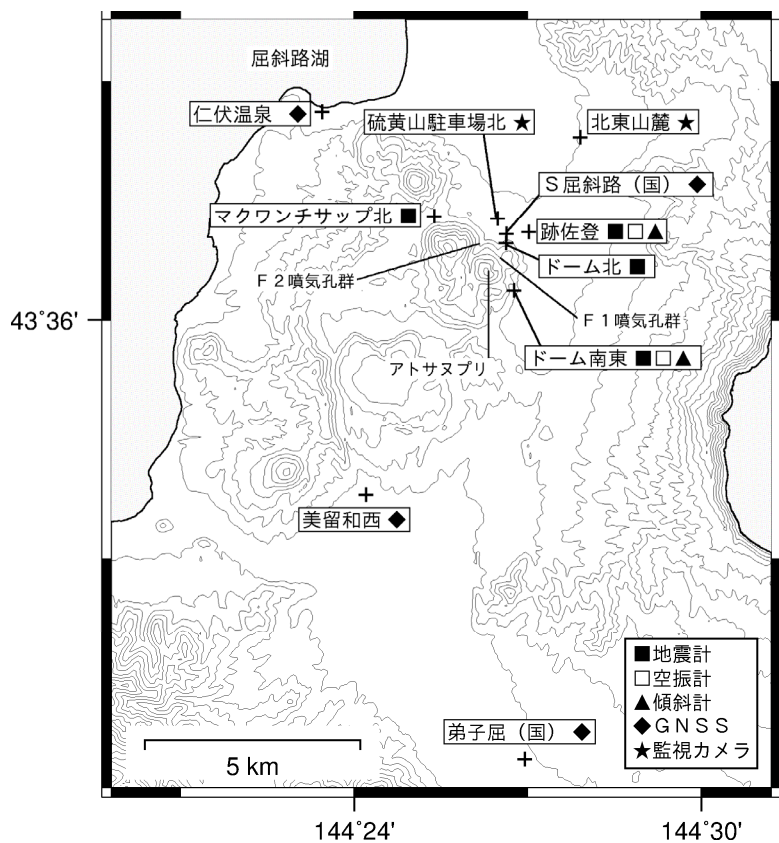 屈斜路湖
仁伏温泉 ◆
硫黄山駐車場北 ★
北東山麓 ★
S屈斜路（国） ◆
マクワンチサップ北 ■
跡佐登 ■□▲
ドーム北 ■
F2噴気孔群
F1噴気孔群
43°36'
アトサヌプリ
ドーム南東 ■□▲
美留和西 ◆
■地震計
□空振計
▲傾斜計
◆GNSS
★監視カメラ
弟子屈（国） ◆
5 km
144°24'
144°30'